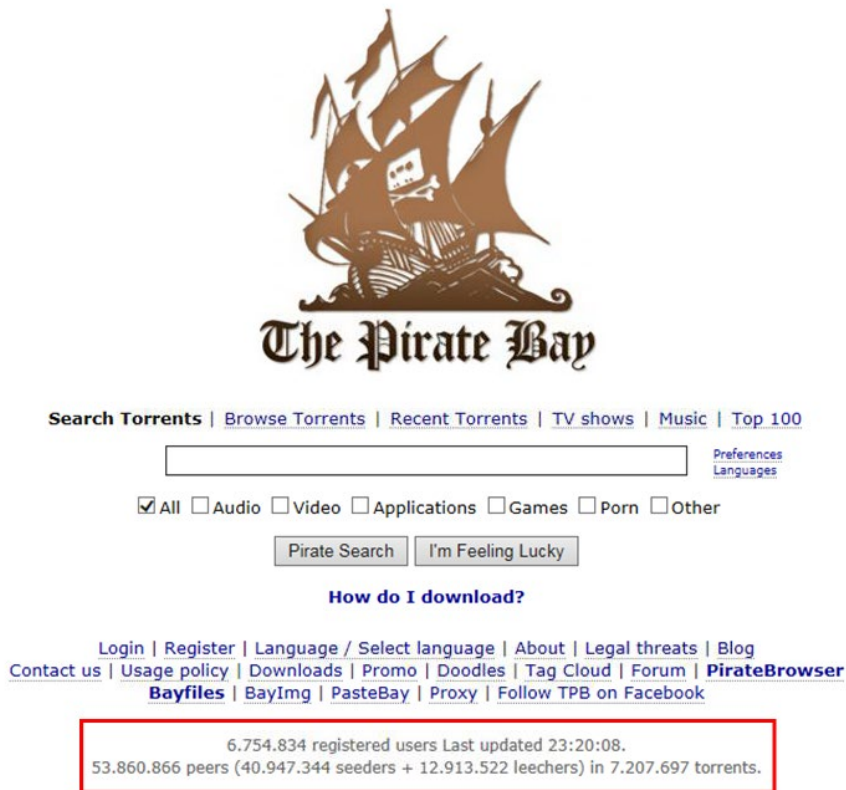 The Pirate Bay
Search Torrents | Browse Torrents | Recent Torrents | TV shows | Music | Top 100
Preferences
Languages
All Audio Video Applications Games Porn Other
Pirate Search I'm Feeling Lucky
How do I download?
Login | Register | Language / Select language | About | Legal threats | Blog
Contact us | Usage policy | Downloads | Promo | Doodles | Tag Cloud | Forum | PirateBrowser
Bayfiles | BayImg | PasteBay | Proxy | Follow TPB on Facebook
6.754.834 registered users Last updated 23:20:08.
53.860.866 peers (40.947.344 seeders + 12.913.522 leechers) in 7.207.697 torrents.